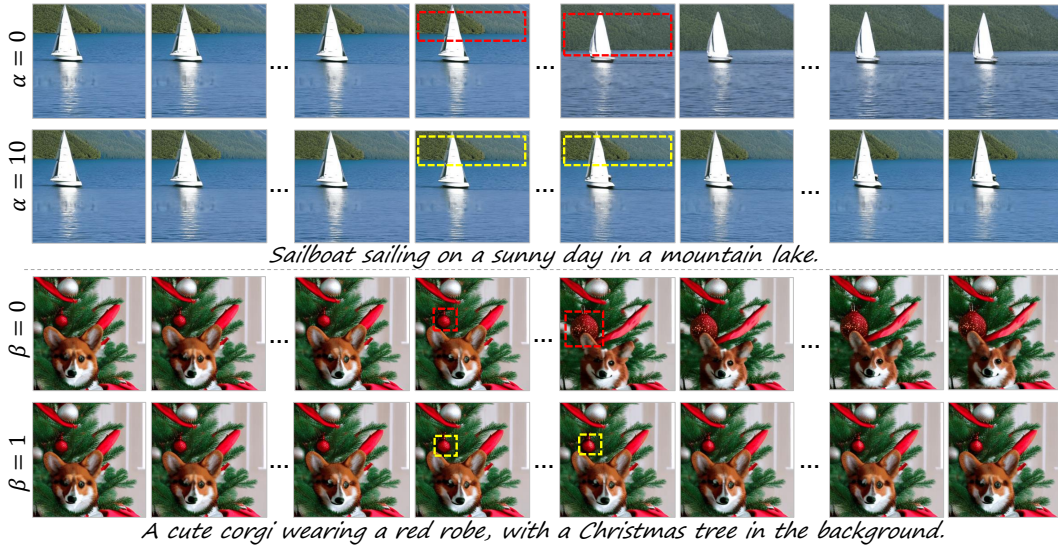 α = 0
... ... ...
α = 10
... ... ...
Sailboat sailing on a sunny day in a mountain lake.
β = 0
... ... ...
β = 1
... ... ...
A cute corgi wearing a red robe, with a Christmas tree in the background.